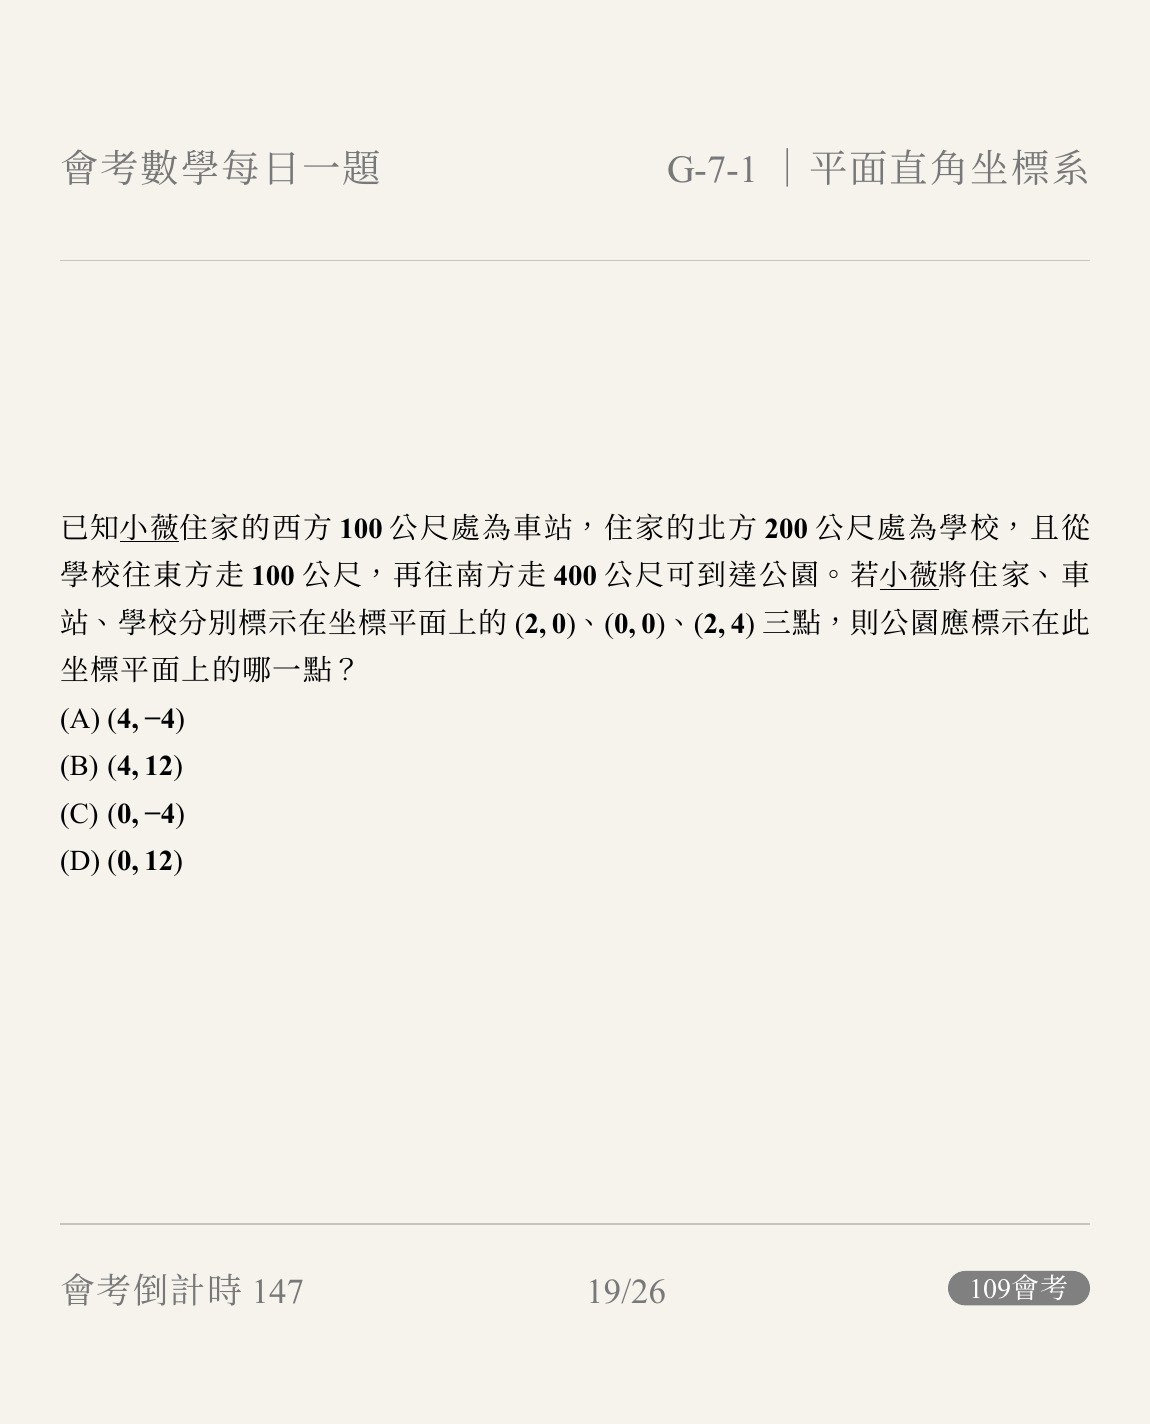 會考數學每日一題
G-7-1｜平面直角坐標系
已知小薇住家的西方 100 公尺處為車站，住家的北方 200 公尺處為學校，且從
學校往東方走 100 公尺，再往南方走 400 公尺可到達公園。若小薇將住家、車
站、學校分別標示在坐標平面上的 (2, 0)、(0, 0)、(2, 4) 三點，則公園應標示在此
坐標平面上的哪一點？
(A) (4, −4)
(B) (4, 12)
(C) (0, −4)
(D) (0, 12)
會考倒計時 147
19/26
109會考